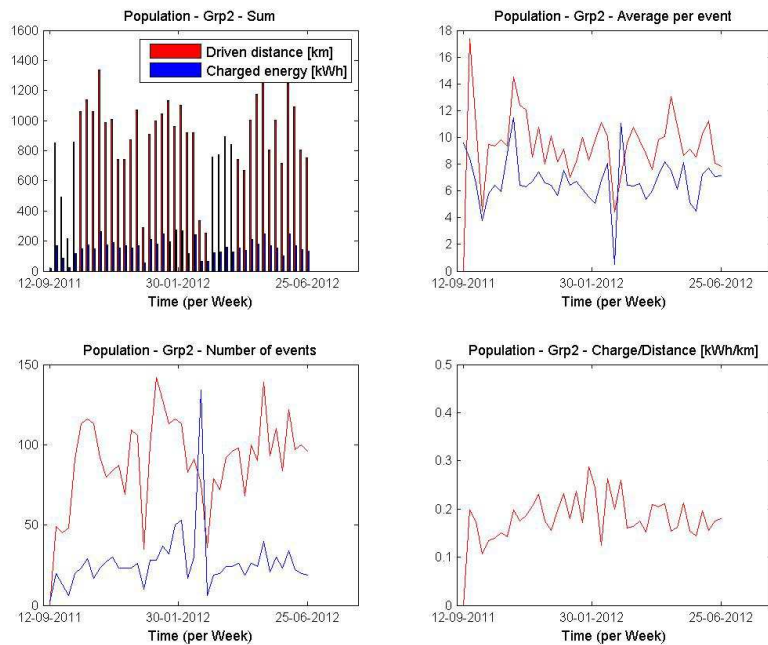 Population - Grp2 - Sum
1600
1400
1200
1000
800
600
400
200
0
Driven distance [km]
Charged energy [kWh]
12-09-2011 30-01-2012 25-06-2012
Time (per Week)
Population - Grp2 - Average per event
18
16
14
12
10
8
6
4
2
0
12-09-2011 30-01-2012 25-06-2012
Time (per Week)
Population - Grp2 - Number of events
150
100
50
0
12-09-2011 30-01-2012 25-06-2012
Time (per Week)
Population - Grp2 - Charge/Distance [kWh/km]
0.5
0.4
0.3
0.2
0.1
0
12-09-2011 30-01-2012 25-06-2012
Time (per Week)